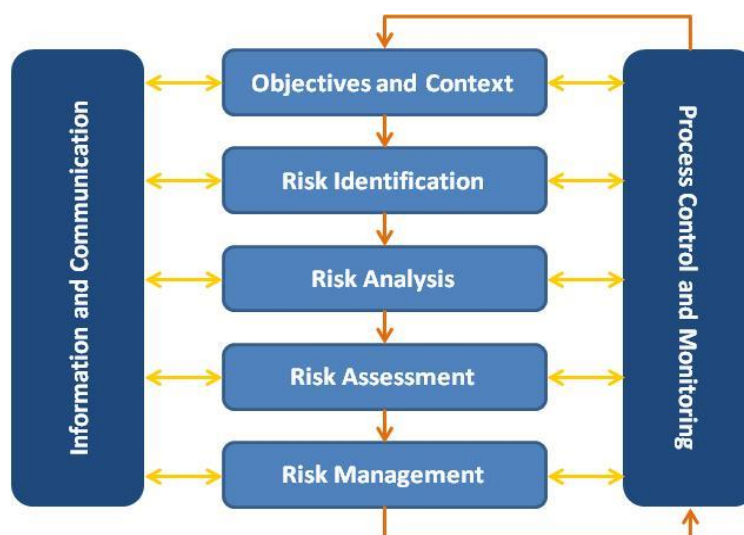 Information and Communication
Objectives and Context
Risk Identification
Risk Analysis
Risk Assessment
Risk Management
Process Control and Monitoring